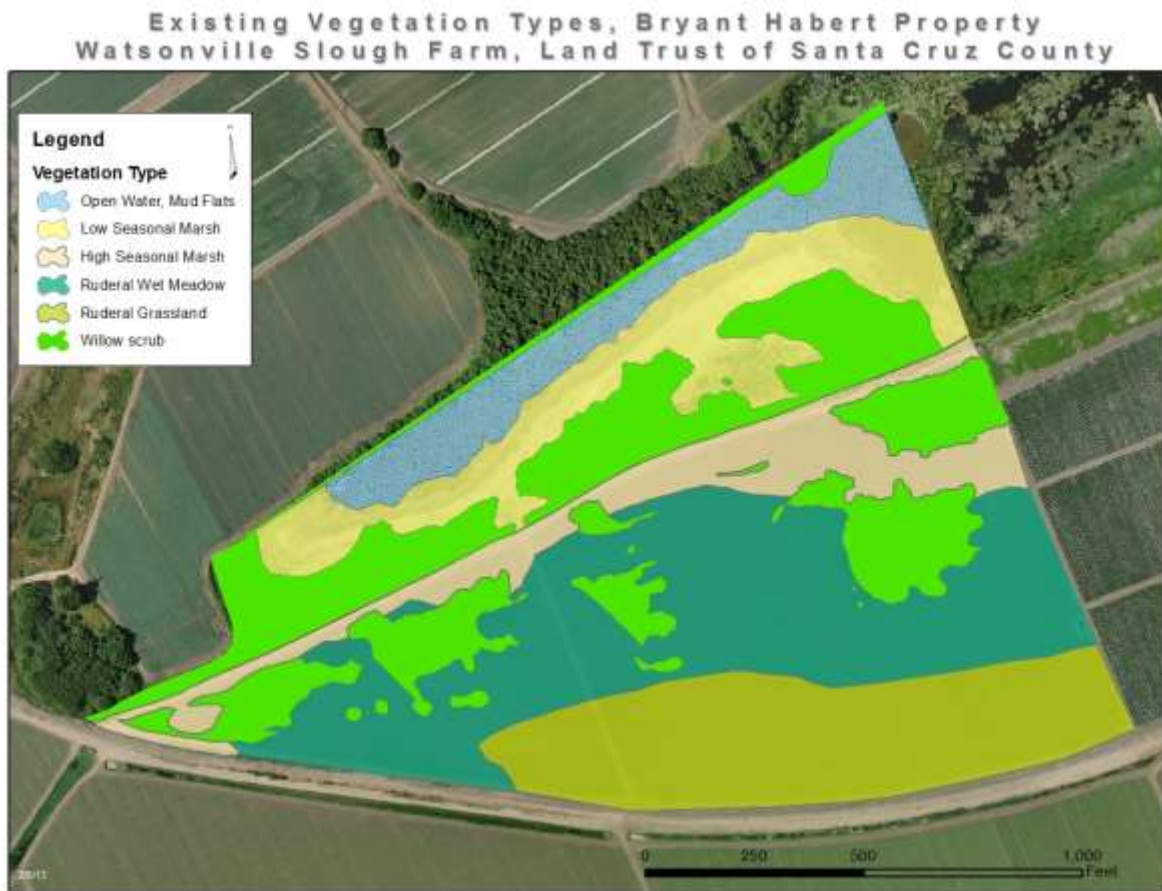 Existing Vegetation Types, Bryant Habert Property
Watsonville Slough Farm, Land Trust of Santa Cruz County
Legend
Vegetation Type
Open Water, Mud Flats
Low Seasonal Marsh
High Seasonal Marsh
Ruderal Wet Meadow
Ruderal Grassland
Willow scrub
0 250 500 1,000
Feet